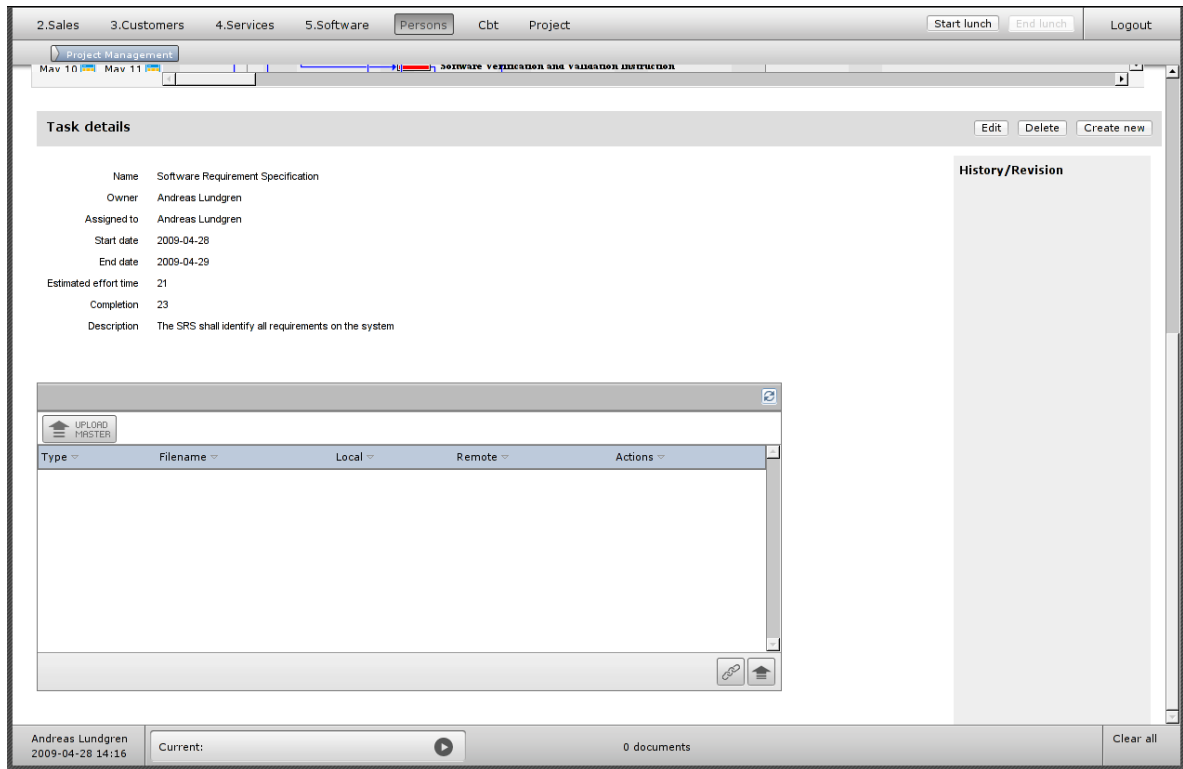 2.Sales 3.Customers 4.Services 5.Software Persons Cbt Project Start lunch End lunch Logout
Project Management
May 10 May 11 Software Verification and Validation Instruction
Task details Edit Delete Create new
History/Revision
Name Software Requirement Specification
Owner Andreas Lundgren
Assigned to Andreas Lundgren
Start date 2009-04-28
End date 2009-04-29
Estimated effort time 21
Completion 23
Description The SRS shall identify all requirements on the system
UPLOAD
MASTER
Type Filename Local Remote Actions
Andreas Lundgren
2009-04-28 14:16
Current:
0 documents
Clear all